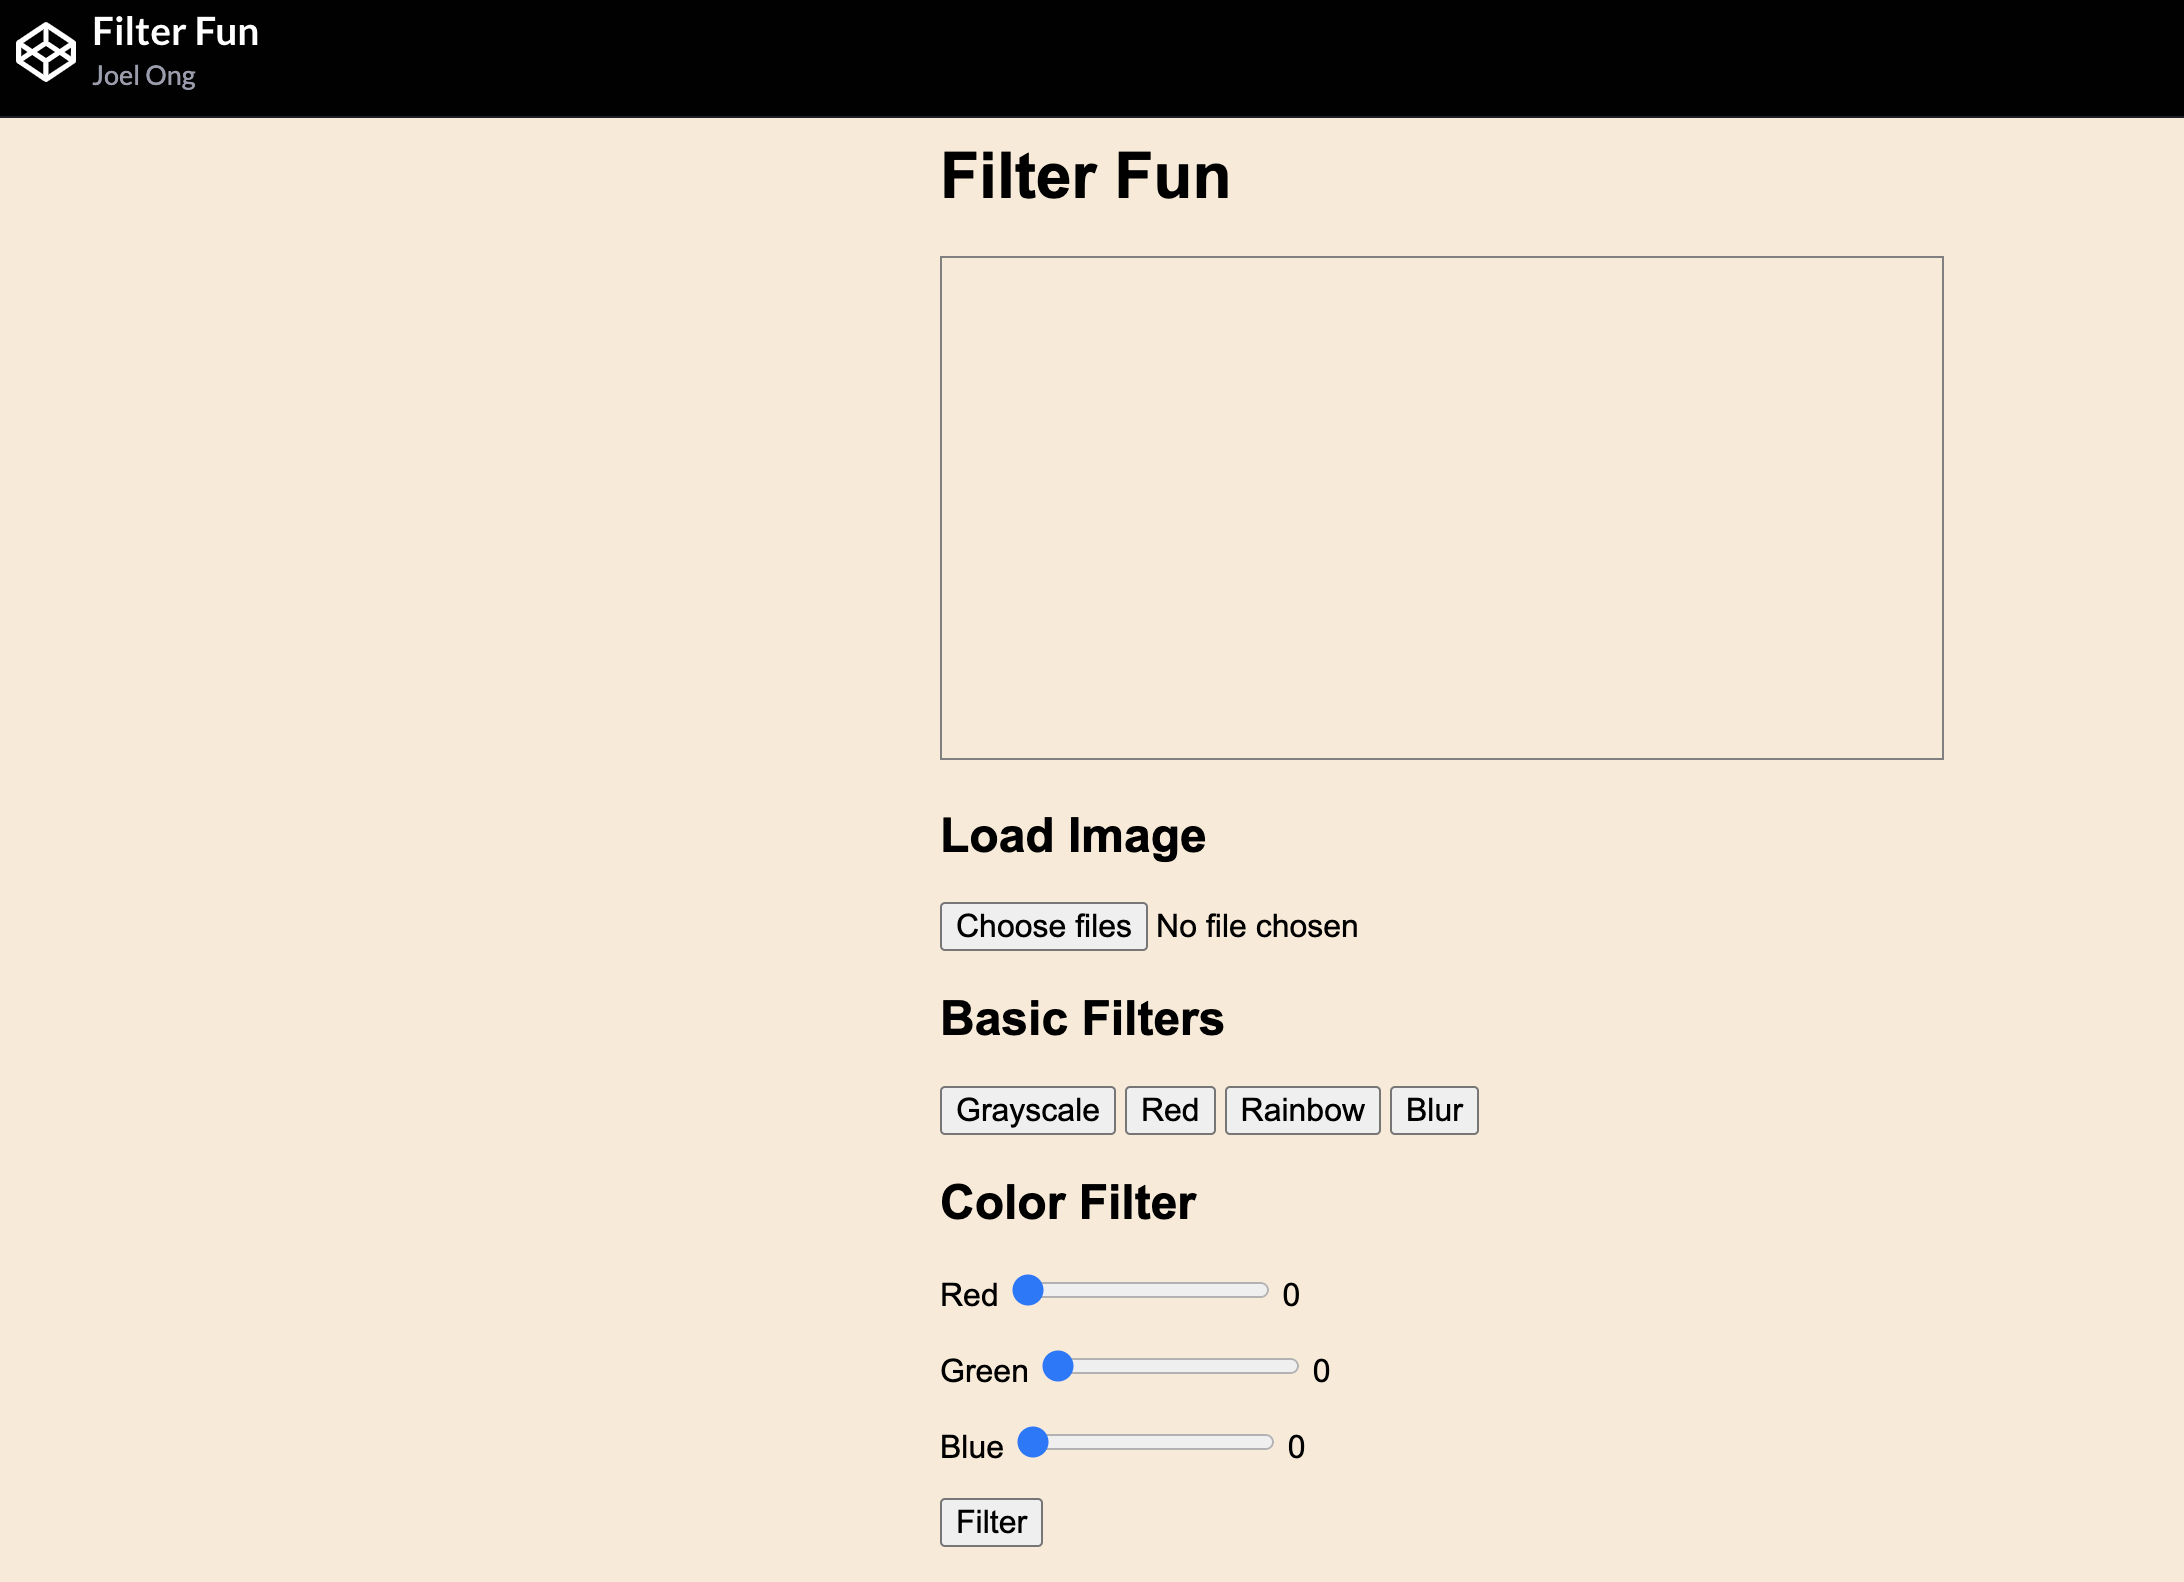 Filter Fun
Joel Ong
Filter Fun
Load Image
Choose files No file chosen
Basic Filters
Grayscale Red Rainbow Blur
Color Filter
Red 0
Green 0
Blue 0
Filter